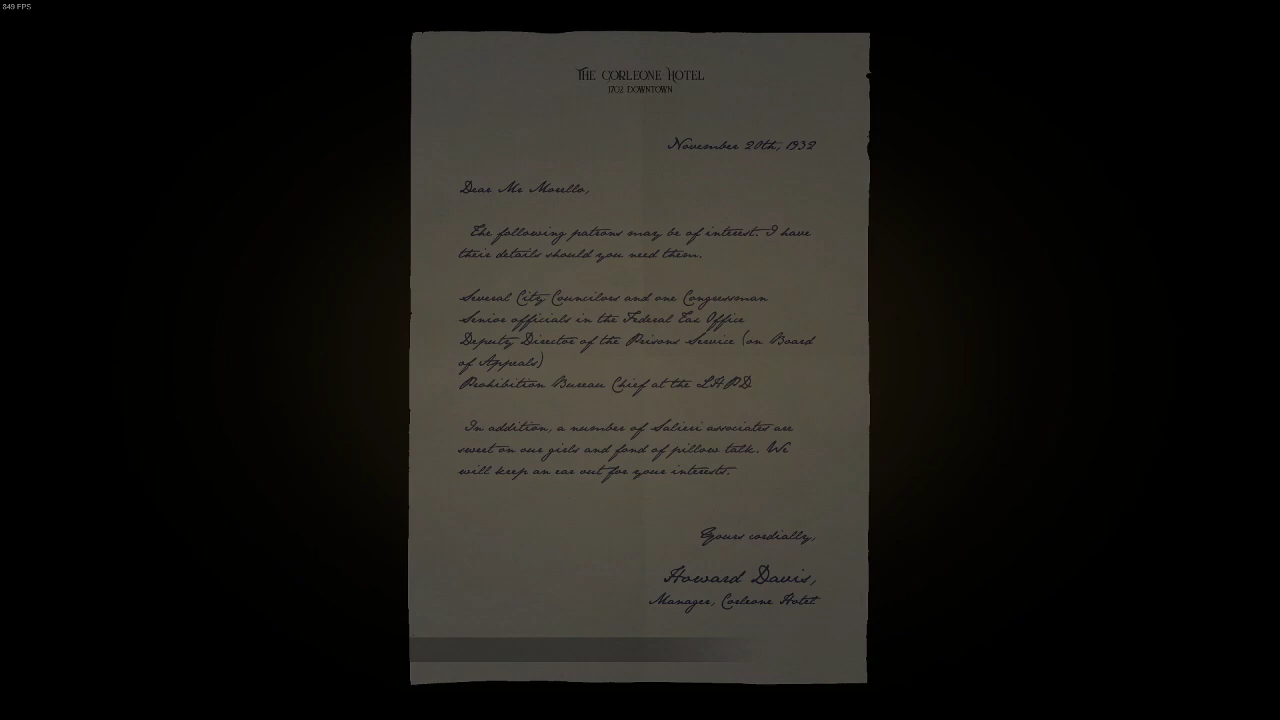 849 FPS
THE CORLEONE HOTEL
1702 DOWNTOWN
November 20th, 1932
Dear Mr Morello,
The following patrons may be of interest. I have
their details should you need them.
Several City Councilors and one Congressman
Senior officials in the Federal Tax Office
Deputy Director of the Prisons Service (on Board
of Appeals)
Prohibition Bureau Chief at the LHPD
In addition, a number of Salieri associates are
sweet on our girls and fond of pillow talk. We
will keep an ear out for your interests.
Yours cordially,
Howard Davis,
Manager, Corleone Hotel